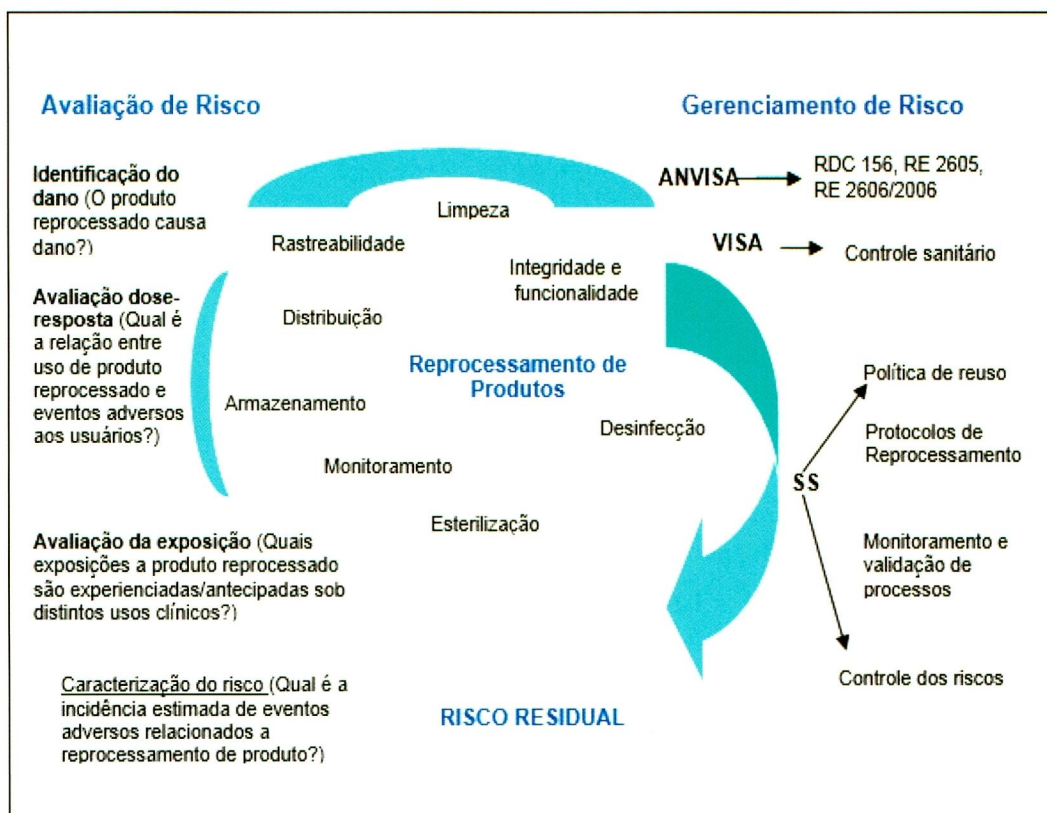 Avaliação de Risco
Identificação do
dano (O produto
reprocessado causa
dano?)
Avaliação dose-
resposta (Qual é
a relação entre
uso de produto
reprocessado e
eventos adversos
aos usuários?)
Avaliação da exposição (Quais
exposições a produto reprocessado
são experienciadas/antecipadas sob
distintos usos clínicos?)
Caracterização do risco (Qual é a
incidência estimada de eventos
adversos relacionados a
reprocessamento de produto?)
Limpeza
Rastreabilidade
Integridade e
funcionalidade
Distribuição
Reprocessamento de
Produtos
Armazenamento
Desinfecção
Monitoramento
Esterilização
RISCO RESIDUAL
Gerenciamento de Risco
ANVISA
RDC 156, RE 2605,
RE 2606/2006
VISA
Controle sanitário
SS
Política de reuso
Protocolos de
Reprocessamento
Monitoramento e
validação de
processos
Controle dos riscos